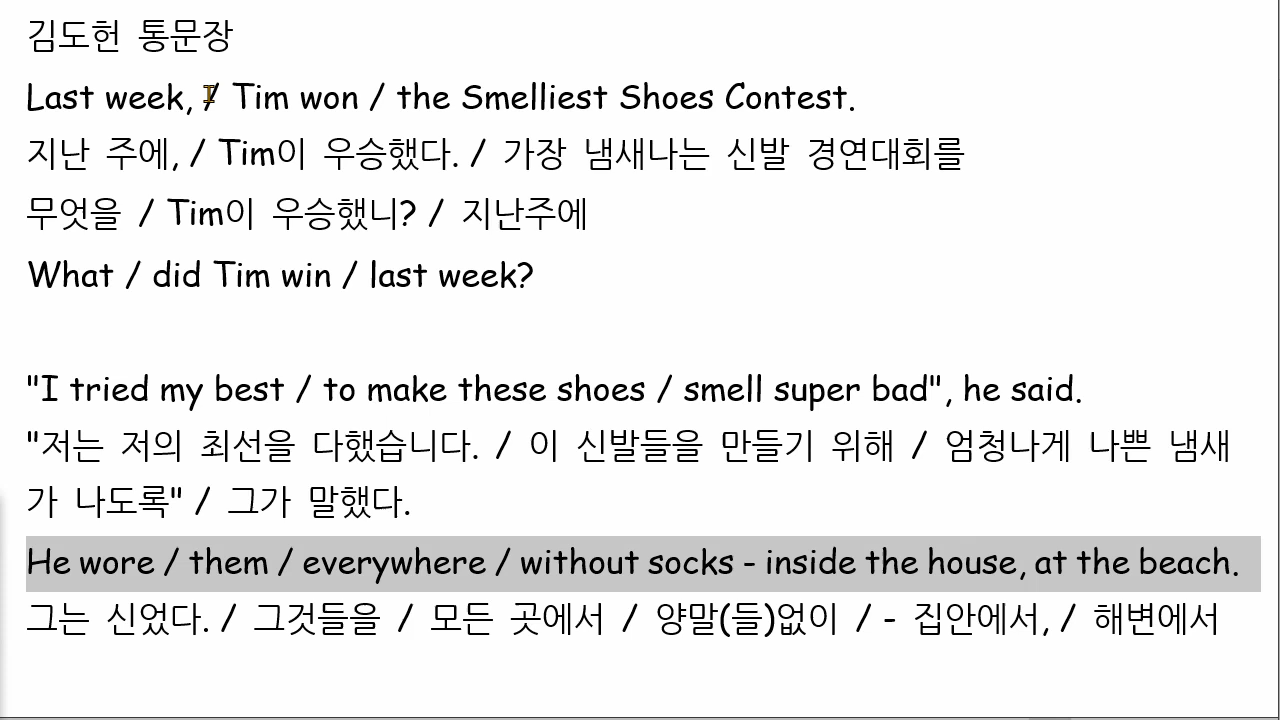 김도헌 통문장
Last week, / Tim won / the Smelliest Shoes Contest.
지난 주에, / Tim이 우승했다. / 가장 냄새나는 신발 경연대회를
무엇을 / Tim이 우승했니? / 지난주에
What / did Tim win / last week?
"I tried my best / to make these shoes / smell super bad", he said.
"저는 저의 최선을 다했습니다. / 이 신발들을 만들기 위해 / 엄청나게 나쁜 냄새
가 나도록" / 그가 말했다.
He wore / them / everywhere / without socks - inside the house, at the beach.
그는 신었다. / 그것들을 / 모든 곳에서 / 양말(들)없이 / - 집안에서, / 해변에서